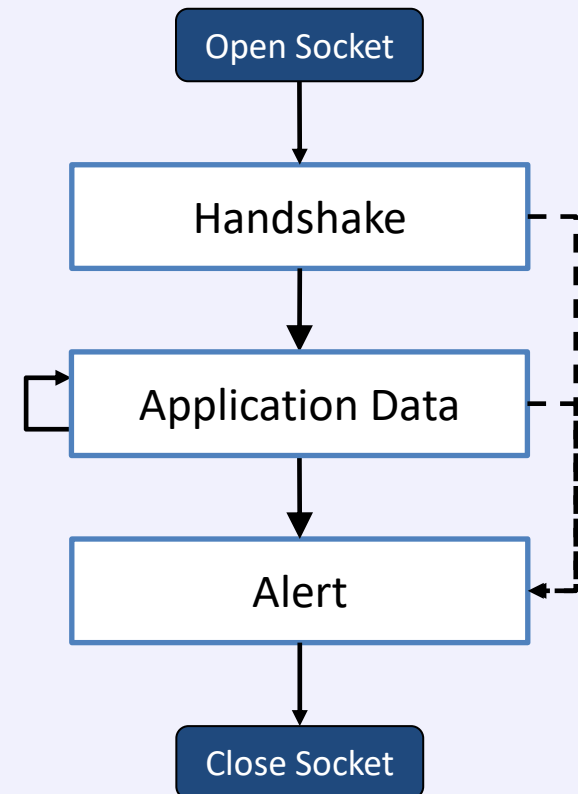 Open Socket
Handshake
Application Data
Alert
Close Socket